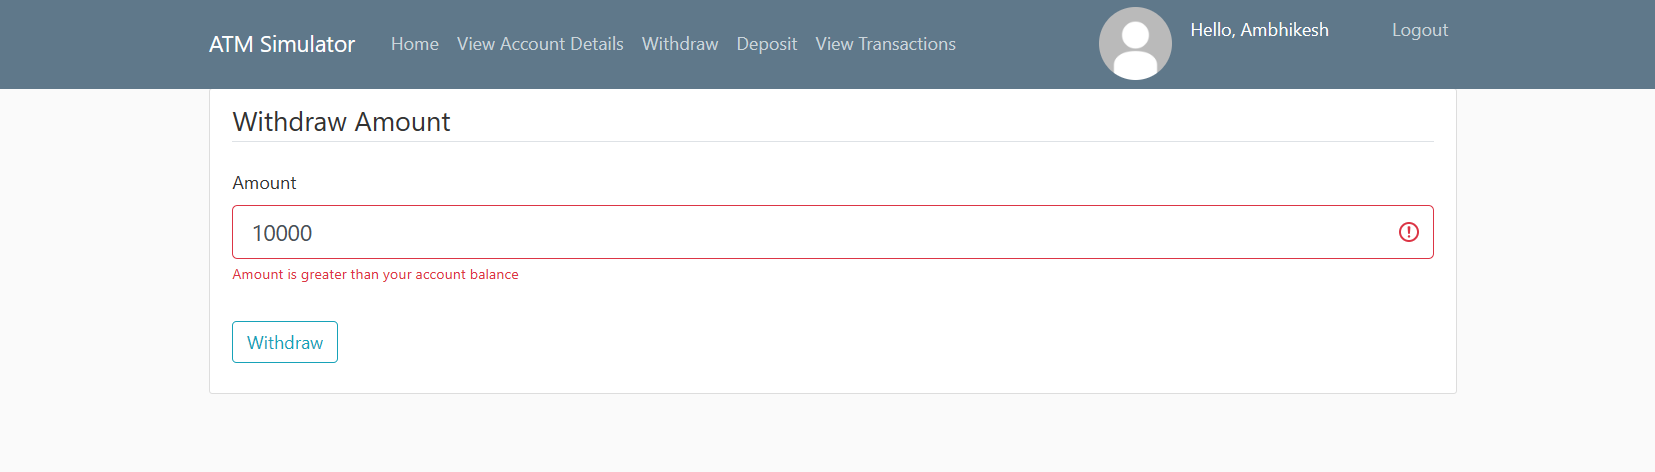 ATM Simulator Home View Account Details Withdraw Deposit View Transactions Hello, Ambhikesh Logout
Withdraw Amount
Amount
10000
Amount is greater than your account balance
Withdraw